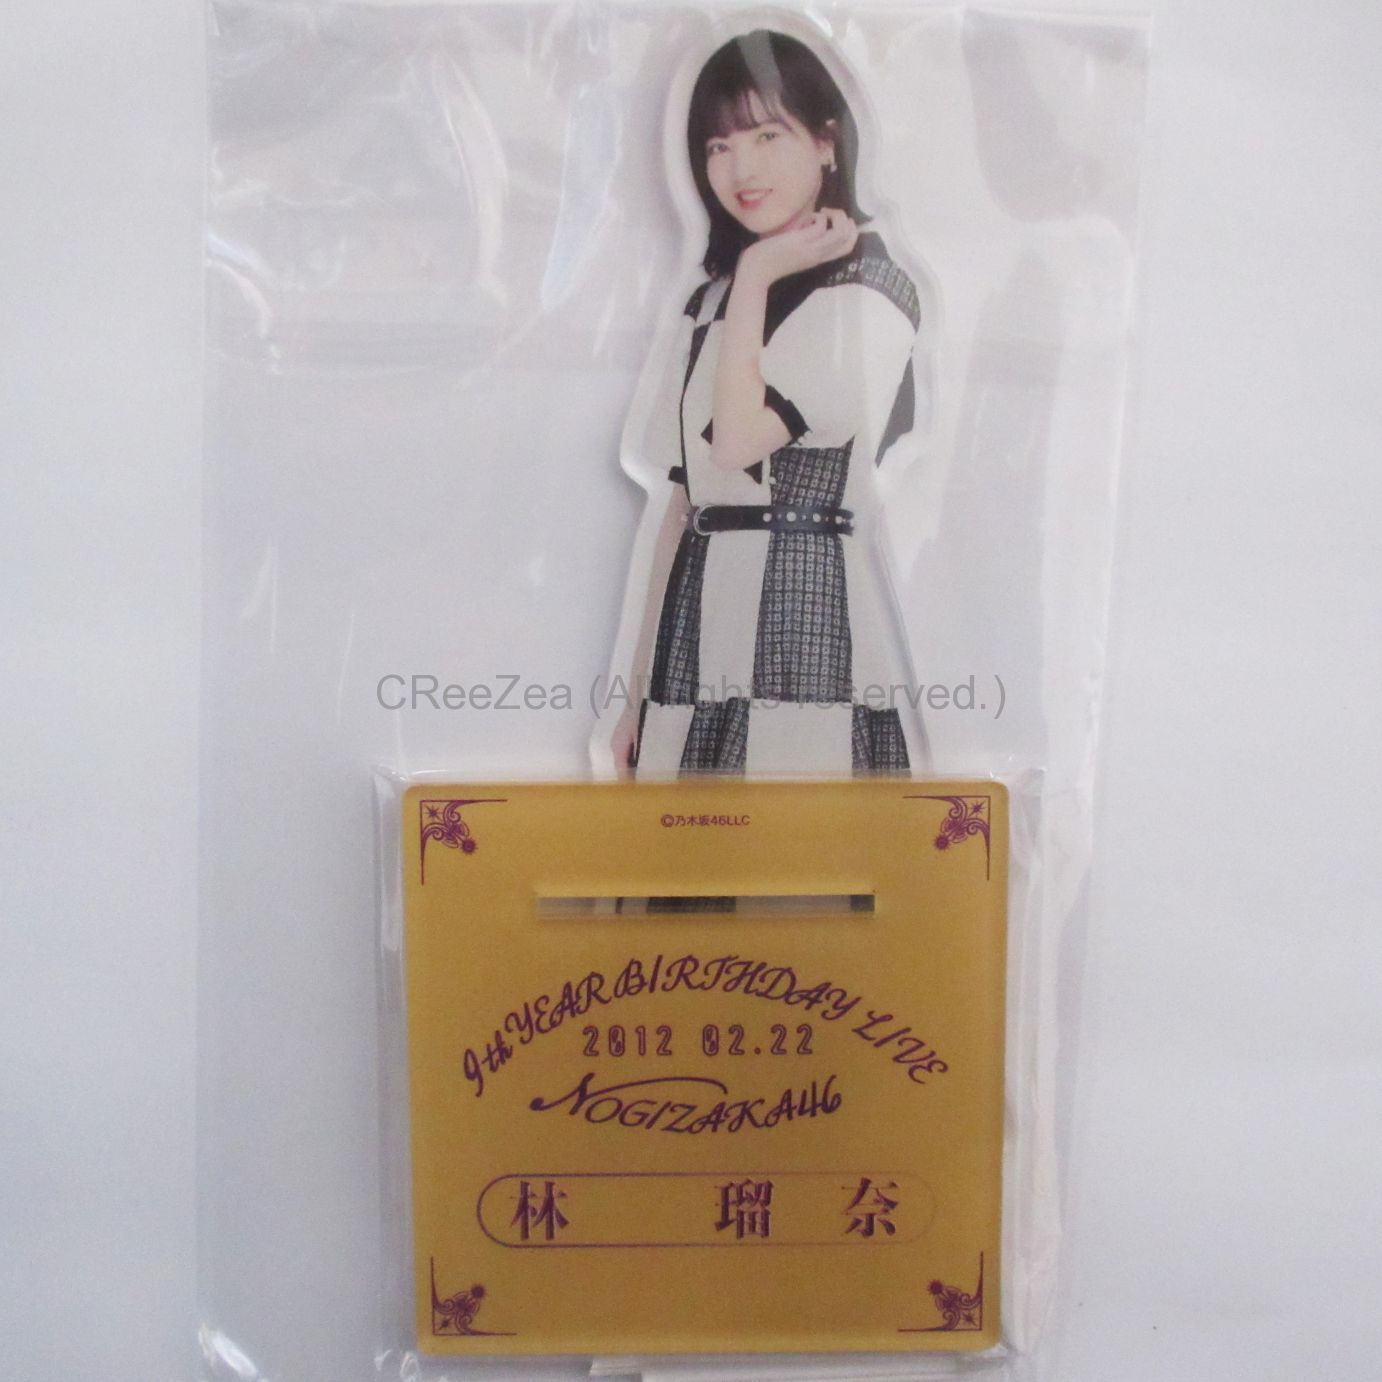 CReeZea (All rights reserved.)
©乃木坂46LLC
9th YEAR BIRTHDAY LIVE
2012 02.22
NOGIZAKA46
林 瑠 奈